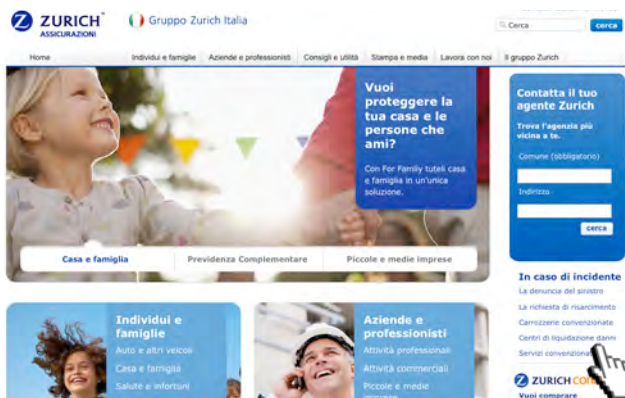 ZURICH
ASSICURAZIONI
Gruppo Zurich Italia
Cerca
cerca
Home
Individui e famiglie
Aziende e professionisti
Consigli e utilità
Stampa e media
Lavora con noi
Il gruppo Zurich
Vuoi
proteggere la
tua casa e le
persone che
ami?
Con For Family tuteli casa
e famiglia in un'unica
soluzione.
Casa e famiglia
Previdenza Complementare
Piccole e medie imprese
Contatta il tuo
agente Zurich
Trova l'agenzia più
vicina a te.
Comune (obbligatorio)
Indirizzo
cerca
In caso di incidente
La denuncia del sinistro
La richiesta di risarcimento
Carrozzerie convenzionate
Centri di liquidazione danni
Servizi convenzionat
ZURICH CON
Vuoi comprare
Individui e
famiglie
Auto e altri veicoli
Casa e famiglia
Salute e infortuni
Aziende e
professionisti
Attività professionali
Attività commerciali
Piccole e medie